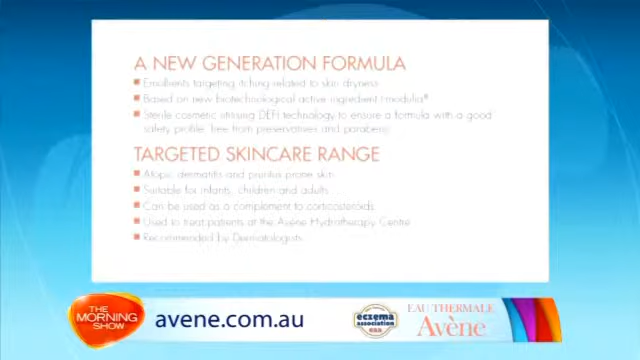 A NEW GENERATION FORMULA
Emollients targeting itching related to skin dryness
Based on new biotechnological active ingredient I-modulia®
Sterile cosmetic utilising DEFI technology to ensure a formula with a good
safety profile, free from preservatives and parabens
TARGETED SKINCARE RANGE
Atopic dermatitis and pruritus prone skin
Suitable for infants, children and adults
Can be used as a complement to corticosteroids
Used to treat patients at the Avène Hydrotherapy Centre
Recommended by Dermatologists
THE
MORNING
SHOW
avene.com.au
eczema
association
EAU THERMALE
Avène